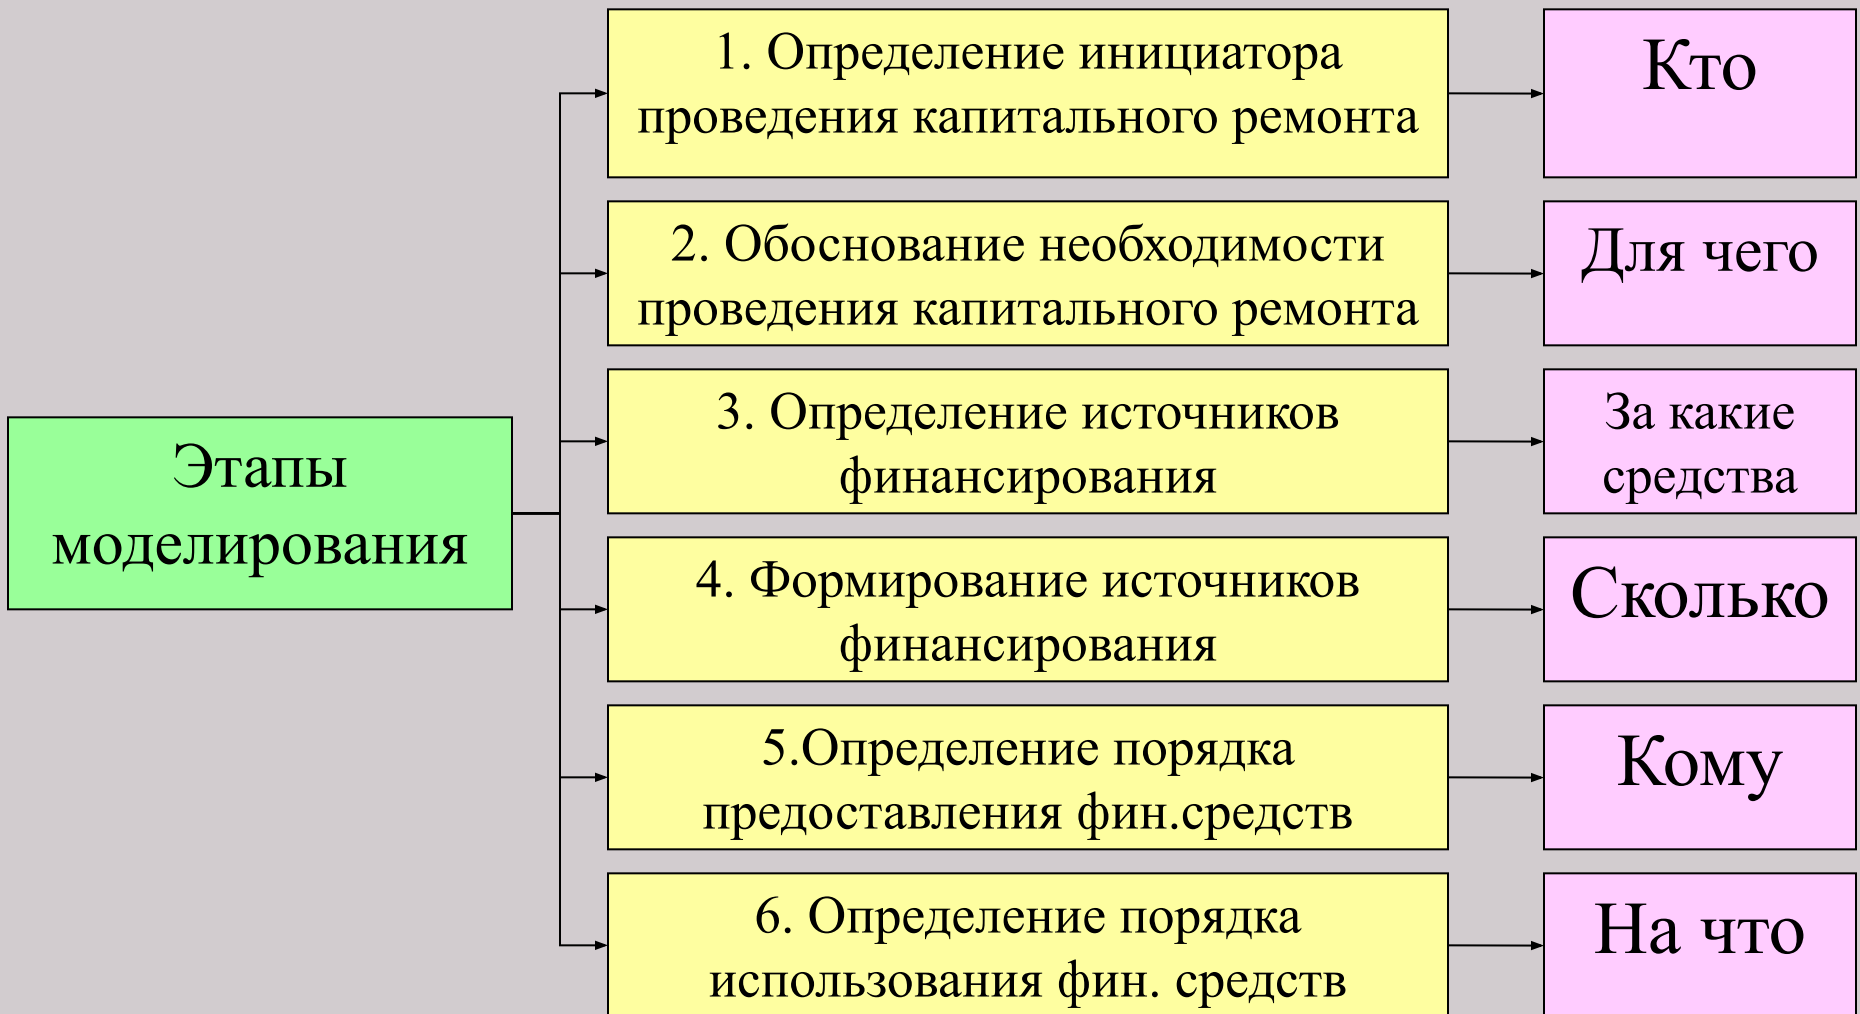 Этапы
моделирования
1. Определение инициатора
проведения капитального ремонта
Кто
2. Обоснование необходимости
проведения капитального ремонта
Для чего
3. Определение источников
финансирования
За какие
средства
4. Формирование источников
финансирования
Сколько
5.Определение порядка
предоставления фин.средств
Кому
6. Определение порядка
использования фин. средств
На что